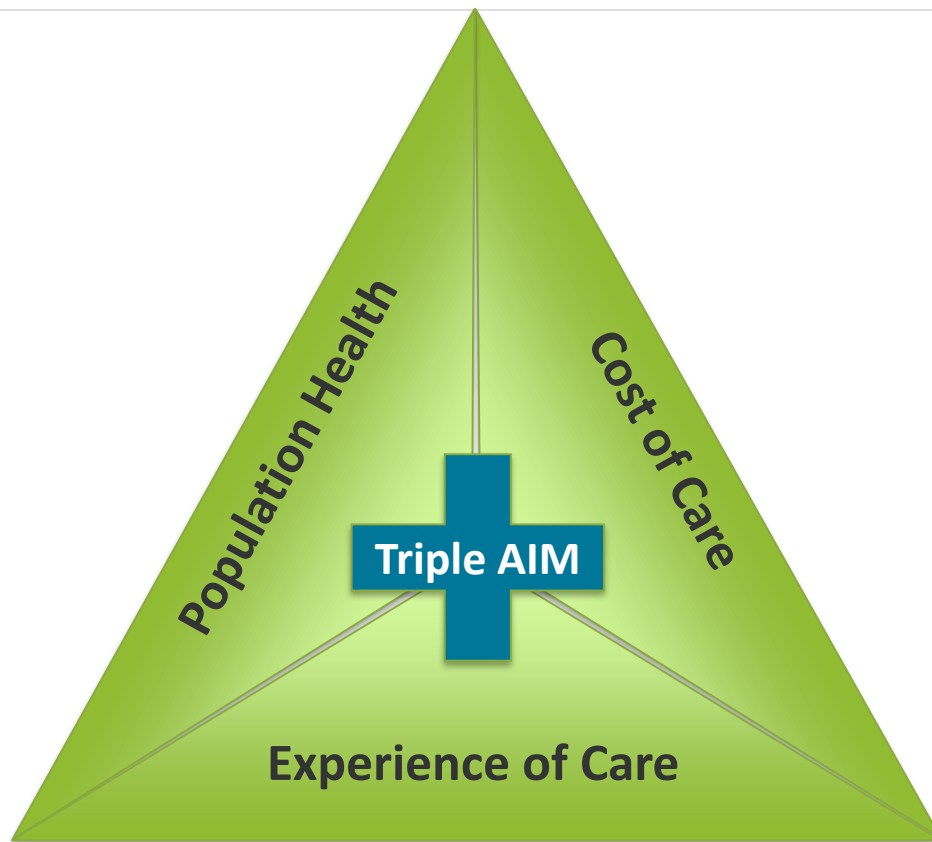 Population Health
Cost of Care
Triple AIM
Experience of Care